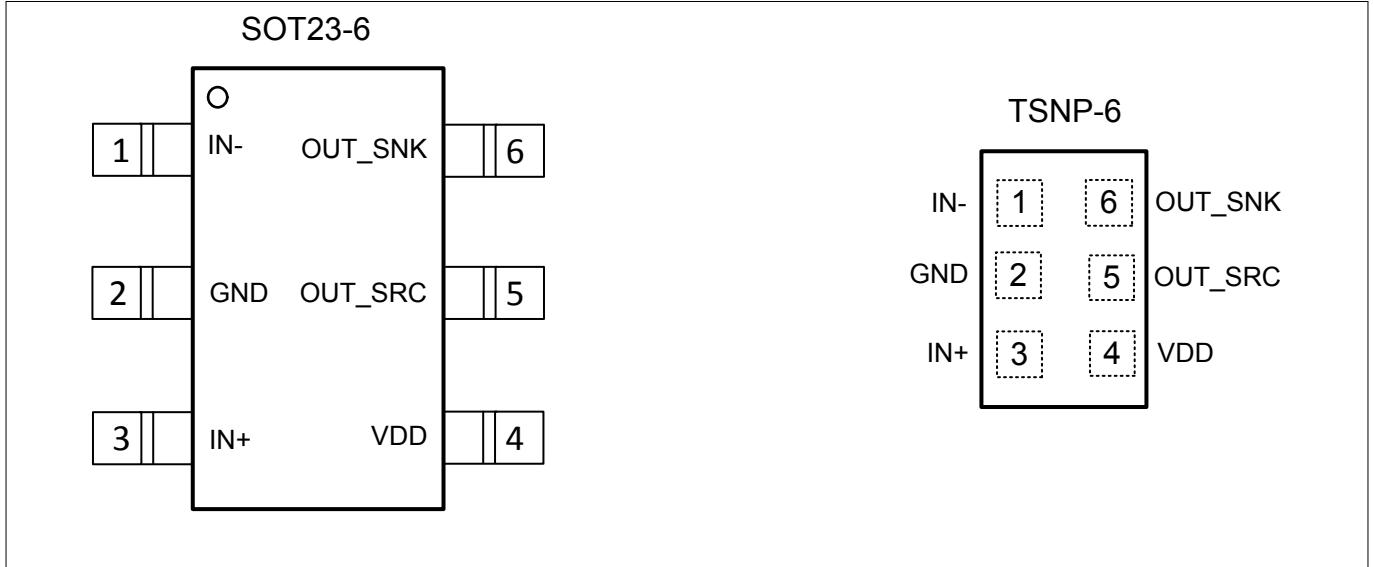 SOT23-6
1 IN- OUT_SNK 6
2 GND OUT_SRC 5
3 IN+ VDD 4
TSNP-6
IN- 1 6 OUT_SNK
GND 2 5 OUT_SRC
IN+ 3 4 VDD